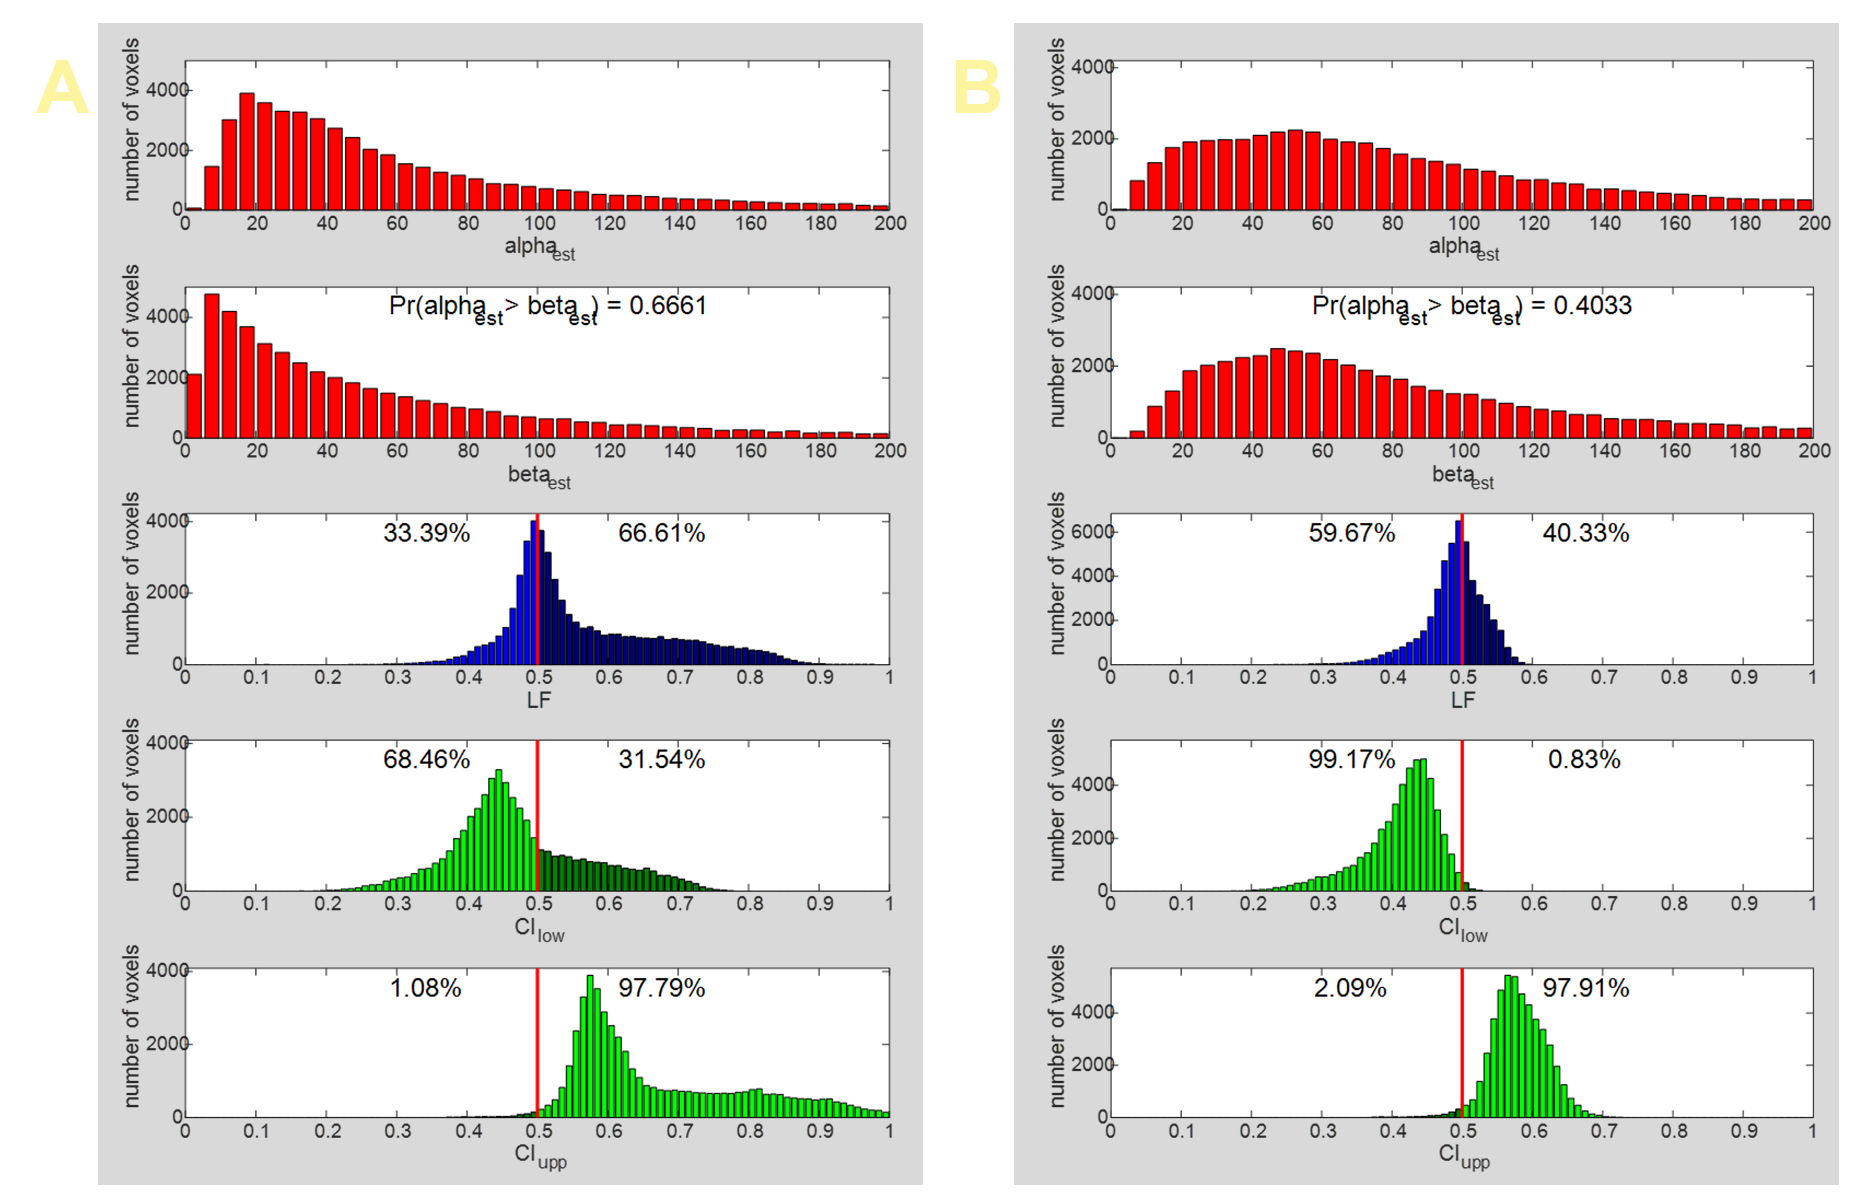 A
number of voxels
4000
2000
0
0 20 40 60 80 100 120 140 160 180 200
alpha_est
number of voxels
Pr(alpha_est > beta_est) = 0.6661
4000
2000
0
0 20 40 60 80 100 120 140 160 180 200
beta_est
number of voxels
33.39% 66.61%
4000
2000
0
0 0.1 0.2 0.3 0.4 0.5 0.6 0.7 0.8 0.9 1
LF
number of voxels
68.46% 31.54%
4000
2000
0
0 0.1 0.2 0.3 0.4 0.5 0.6 0.7 0.8 0.9 1
CI_low
number of voxels
1.08% 97.79%
4000
2000
0
0 0.1 0.2 0.3 0.4 0.5 0.6 0.7 0.8 0.9 1
CI_upp
B
number of voxels
4000
2000
0
0 20 40 60 80 100 120 140 160 180 200
alpha_est
number of voxels
Pr(alpha_est > beta_est) = 0.4033
4000
2000
0
0 20 40 60 80 100 120 140 160 180 200
beta_est
number of voxels
59.67% 40.33%
6000
4000
2000
0
0 0.1 0.2 0.3 0.4 0.5 0.6 0.7 0.8 0.9 1
LF
number of voxels
99.17% 0.83%
4000
2000
0
0 0.1 0.2 0.3 0.4 0.5 0.6 0.7 0.8 0.9 1
CI_low
number of voxels
2.09% 97.91%
4000
2000
0
0 0.1 0.2 0.3 0.4 0.5 0.6 0.7 0.8 0.9 1
CI_upp